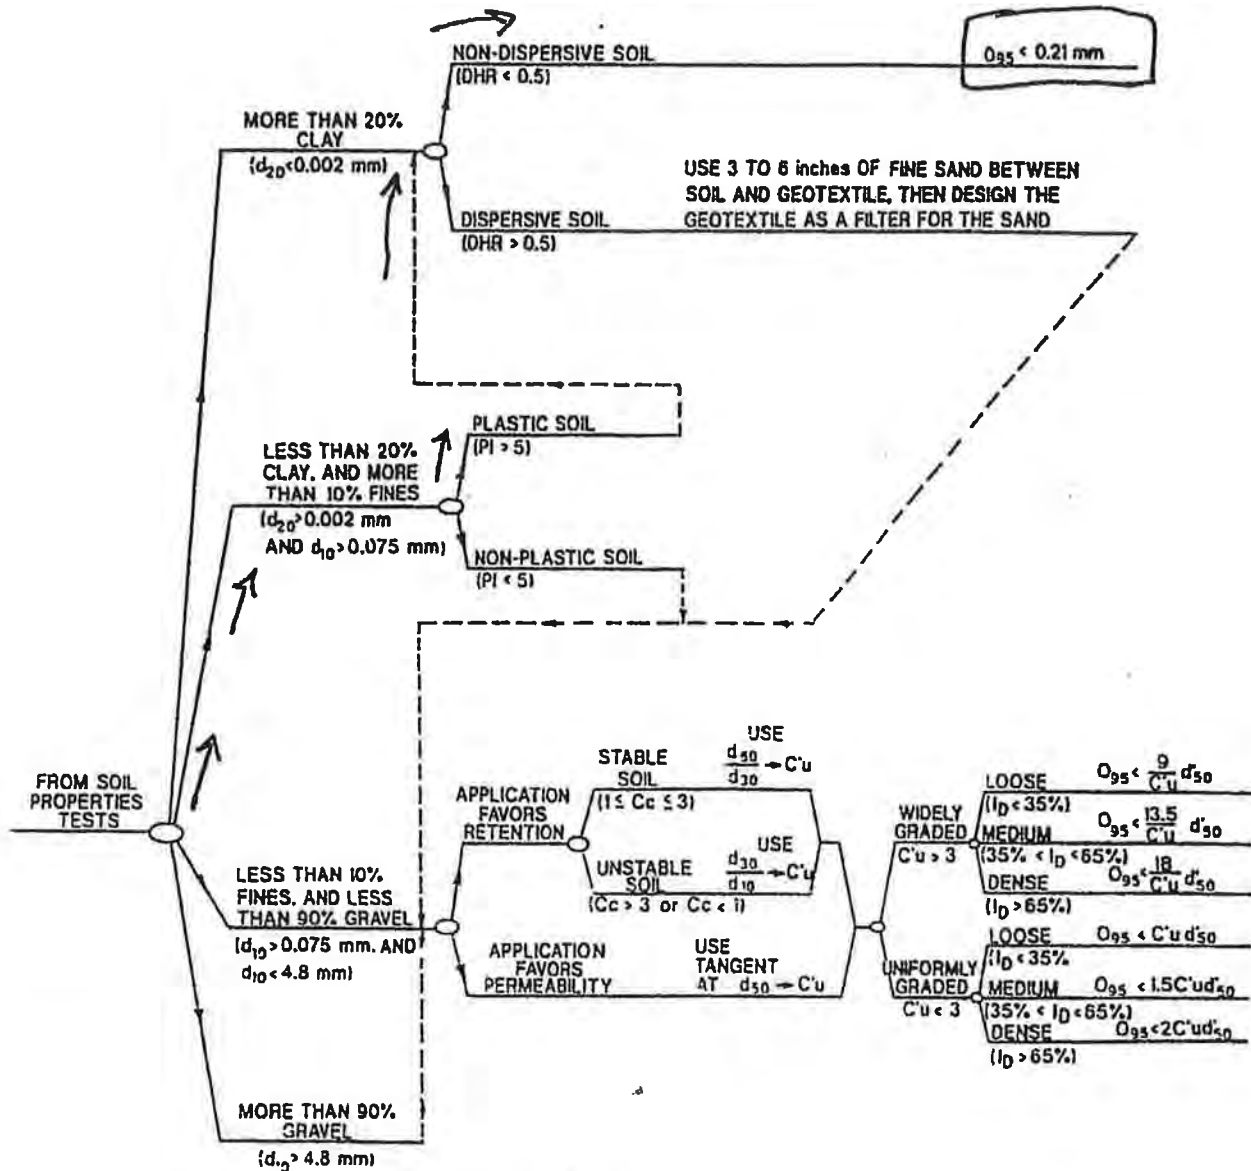 NON-DISPERSIVE SOIL
(DHR < 0.5)
O95 < 0.21 mm
MORE THAN 20%
CLAY
(d20<0.002 mm)
USE 3 TO 6 inches OF FINE SAND BETWEEN
SOIL AND GEOTEXTILE, THEN DESIGN THE
GEOTEXTILE AS A FILTER FOR THE SAND
DISPERSIVE SOIL
(DHR > 0.5)
PLASTIC SOIL
(PI > 5)
LESS THAN 20%
CLAY, AND MORE
THAN 10% FINES
(d20>0.002 mm
AND d10>0.075 mm)
NON-PLASTIC SOIL
(PI < 5)
FROM SOIL
PROPERTIES
TESTS
LESS THAN 10%
FINES, AND LESS
THAN 90% GRAVEL
(d10>0.075 mm. AND
d10<4.8 mm)
MORE THAN 90%
GRAVEL
(d10> 4.8 mm)
APPLICATION
FAVORS
RETENTION
STABLE
SOIL
(1 ≤ Cc ≤ 3)
USE
d50/d30 → C'u
UNSTABLE
SOIL
(Cc > 3 or Cc < 1)
USE
d30/d10 → C'u
APPLICATION
FAVORS
PERMEABILITY
USE
TANGENT
AT d50 → C'u
WIDELY
GRADED
C'u > 3
LOOSE
(ID < 35%)
O95 < 9/C'u d'50
MEDIUM
(35% < ID < 65%)
O95 < 13.5/C'u d'50
DENSE
(ID > 65%)
O95 < 18/C'u d'50
UNIFORMLY
GRADED
C'u < 3
LOOSE
(ID < 35%
O95 < C'u d'50
MEDIUM
(35% < ID < 65%)
O95 < 1.5C'ud'50
DENSE
(ID > 65%)
O95<2C'ud'50